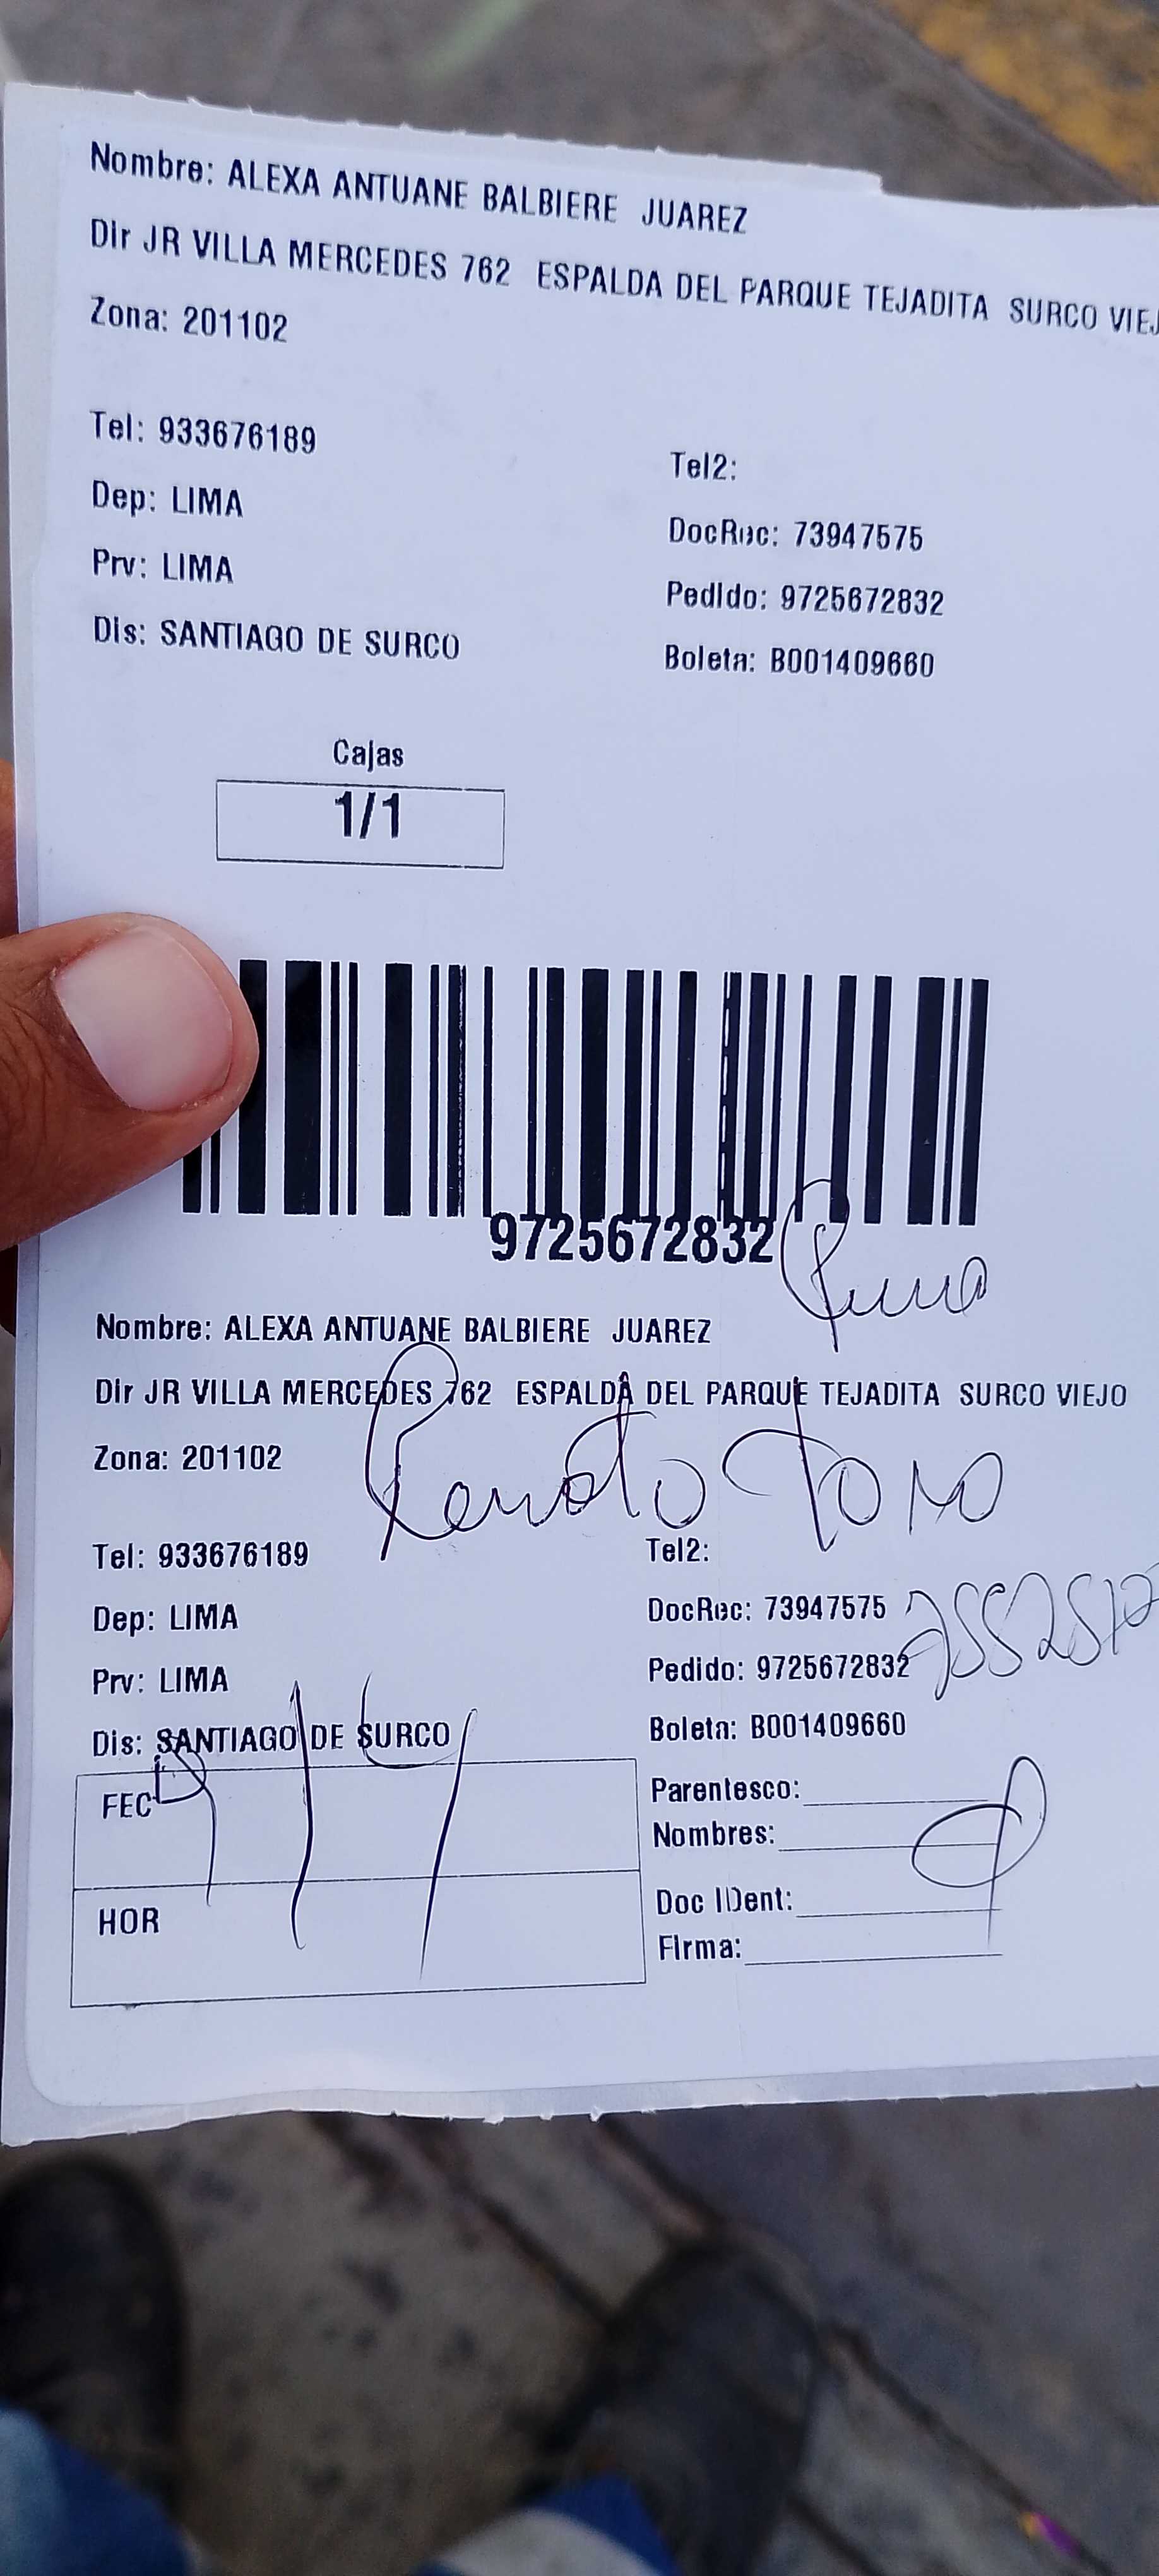 Nombre: ALEXA ANTUANE BALBIERE JUAREZ
Dir JR VILLA MERCEDES 762 ESPALDA DEL PARQUE TEJADITA SURCO VIEJ
Zona: 201102
Tel: 933676189
Tel2:
Dep: LIMA
DocRec: 73947575
Prv: LIMA
Pedido: 9725672832
Dis: SANTIAGO DE SURCO
Boleta: B001409660
Cajas
1/1
9725672832
Nombre: ALEXA ANTUANE BALBIERE JUAREZ
Dir JR VILLA MERCEDES 762 ESPALDA DEL PARQUE TEJADITA SURCO VIEJO
Zona: 201102
Renato Toro
Tel: 933676189
Tel2:
Dep: LIMA
DocRec: 73947575
Prv: LIMA
Pedido: 9725672832
Dis: SANTIAGO DE SURCO
Boleta: B001409660
FEC
Parentesco:
Nombres:
HOR
Doc IDent:
Firma: